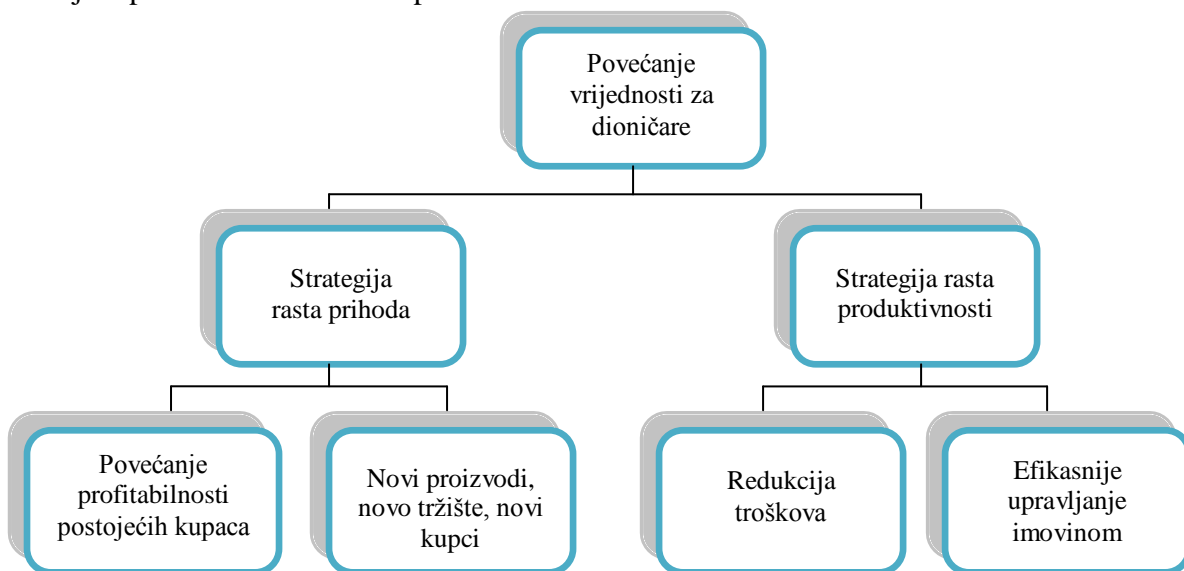 Povećanje
vrijednosti za
dioničare
Strategija
rasta prihoda
Strategija rasta
produktivnosti
Povećanje
profitabilnosti
postojećih kupaca
Novi proizvodi,
novo tržište, novi
kupci
Redukcija
troškova
Efikasnije
upravljanje
imovinom